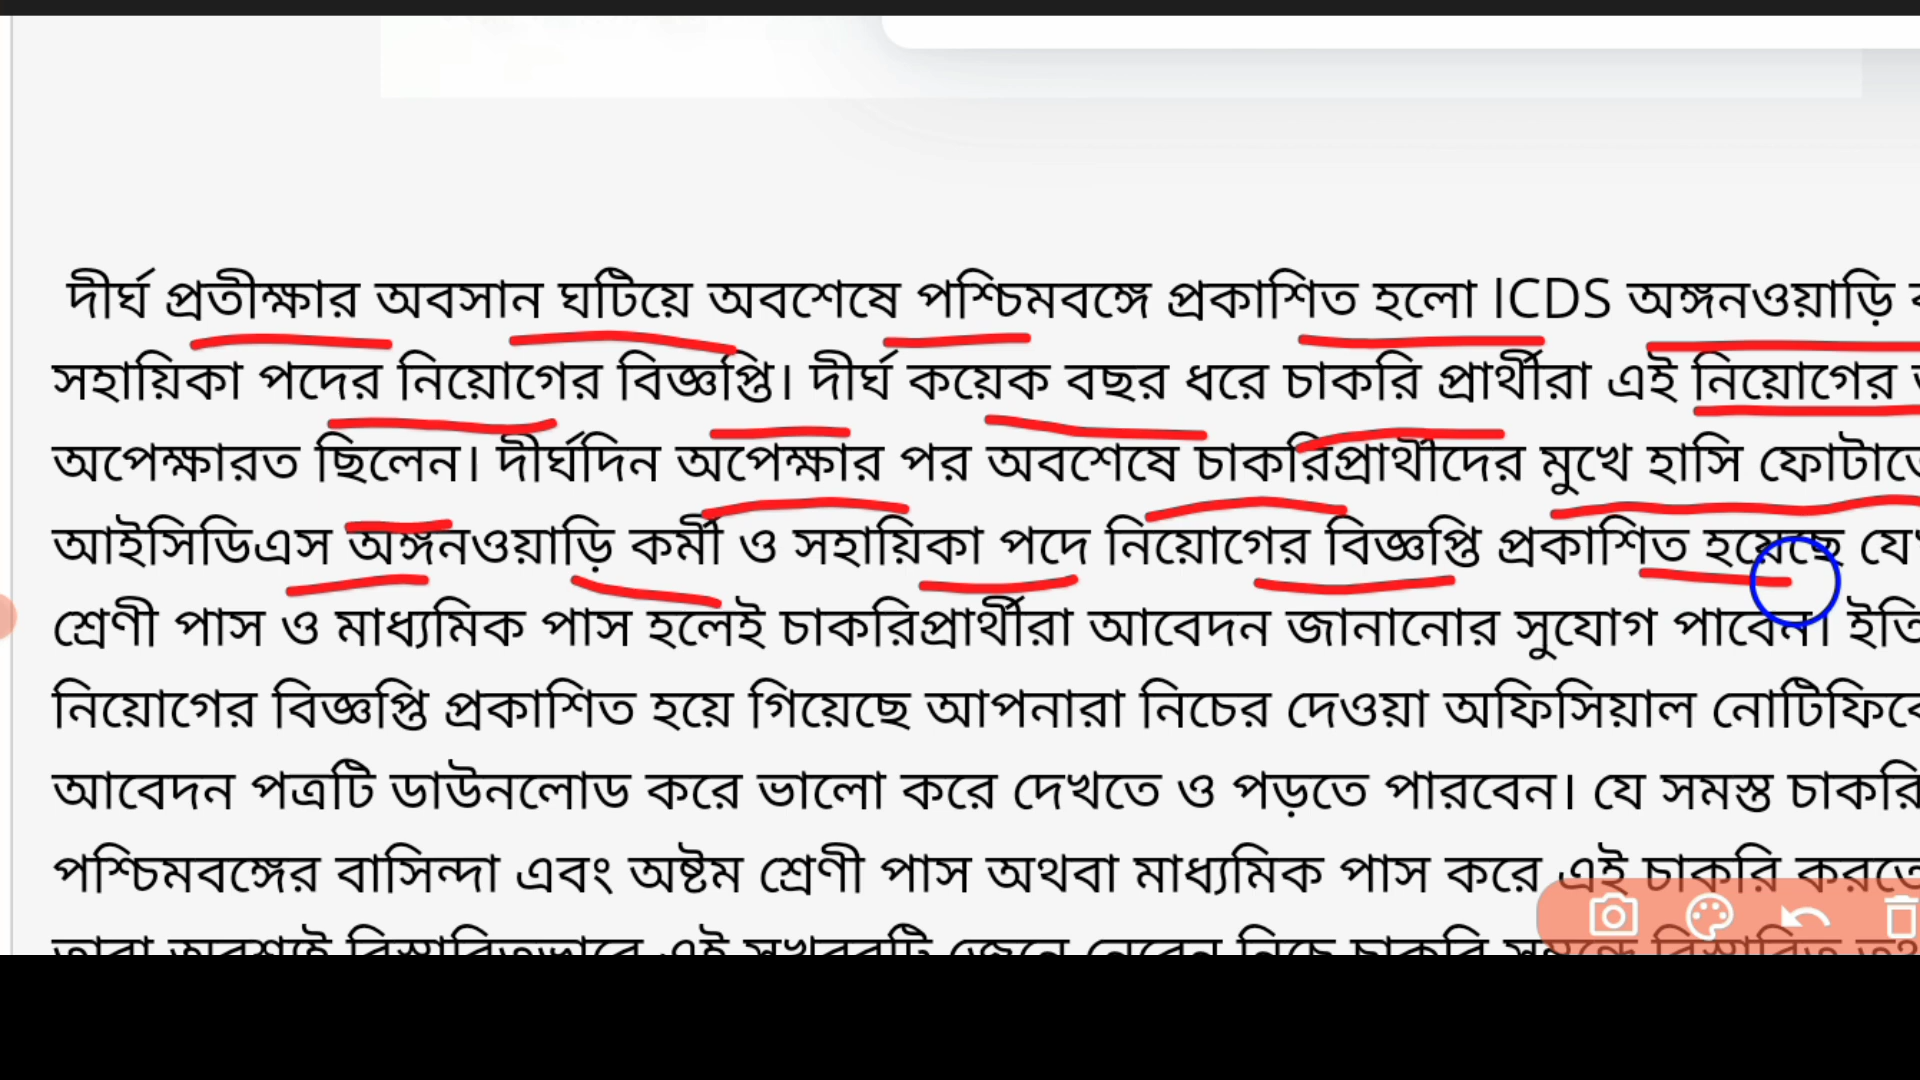 দীর্ঘ প্রতীক্ষার অবসান ঘটিয়ে অবশেষে পশ্চিমবঙ্গে প্রকাশিত হলো ICDS অঙ্গনওয়াড়ি
সহায়িকা পদের নিয়োগের বিজ্ঞপ্তি। দীর্ঘ কয়েক বছর ধরে চাকরি প্রার্থীরা এই নিয়োগের
অপেক্ষারত ছিলেন। দীর্ঘদিন অপেক্ষার পর অবশেষে চাকরিপ্রার্থীদের মুখে হাসি
আইসিডিএস অঙ্গনওয়াড়ি কর্মী ও সহায়িকা পদে নিয়োগের বিজ্ঞপ্তি প্রকাশিত হয়েছে
শ্রেণী পাস ও মাধ্যমিক পাস হলেই চাকরিপ্রার্থীরা আবেদন জানানোর সুযোগ পাবেন।
নিয়োগের বিজ্ঞপ্তি প্রকাশিত হয়ে গিয়েছে আপনারা নিচের দেওয়া অফিসিয়াল
আবেদন পত্রটি ডাউনলোড করে ভালো করে দেখতে ও পড়তে পারবেন। যে সমস্ত
পশ্চিমবঙ্গের বাসিন্দা এবং অষ্টম শ্রেণী পাস অথবা মাধ্যমিক পাস করে এই চাকরি